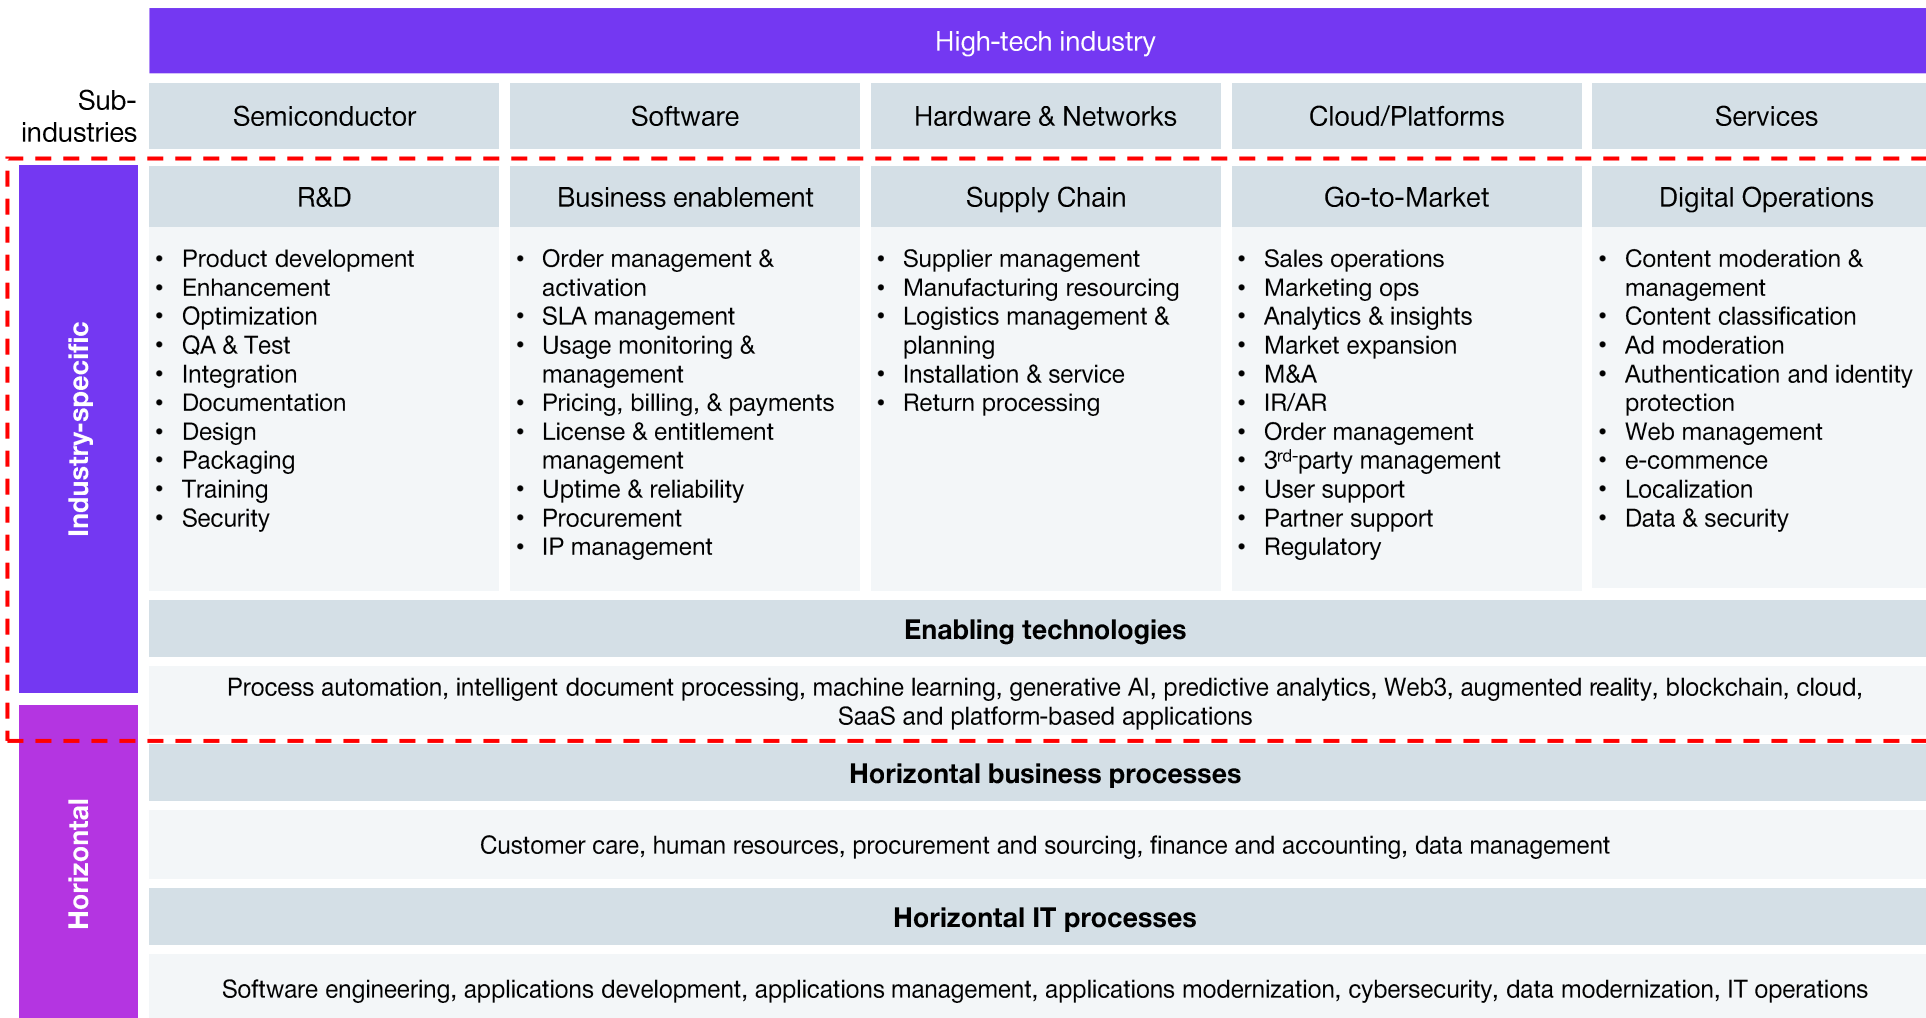 High-tech industry
Sub-
industries
Semiconductor
Software
Hardware & Networks
Cloud/Platforms
Services
Industry-specific
R&D
• Product development
• Enhancement
• Optimization
• QA & Test
• Integration
• Documentation
• Design
• Packaging
• Training
• Security
Business enablement
• Order management &
activation
• SLA management
• Usage monitoring &
management
• Pricing, billing, & payments
• License & entitlement
management
• Uptime & reliability
• Procurement
• IP management
Supply Chain
• Supplier management
• Manufacturing resourcing
• Logistics management &
planning
• Installation & service
• Return processing
Go-to-Market
• Sales operations
• Marketing ops
• Analytics & insights
• Market expansion
• M&A
• IR/AR
• Order management
• 3rd-party management
• User support
• Partner support
• Regulatory
Digital Operations
• Content moderation &
management
• Content classification
• Ad moderation
• Authentication and identity
protection
• Web management
• e-commence
• Localization
• Data & security
Enabling technologies
Process automation, intelligent document processing, machine learning, generative AI, predictive analytics, Web3, augmented reality, blockchain, cloud,
SaaS and platform-based applications
Horizontal
Horizontal business processes
Customer care, human resources, procurement and sourcing, finance and accounting, data management
Horizontal IT processes
Software engineering, applications development, applications management, applications modernization, cybersecurity, data modernization, IT operations